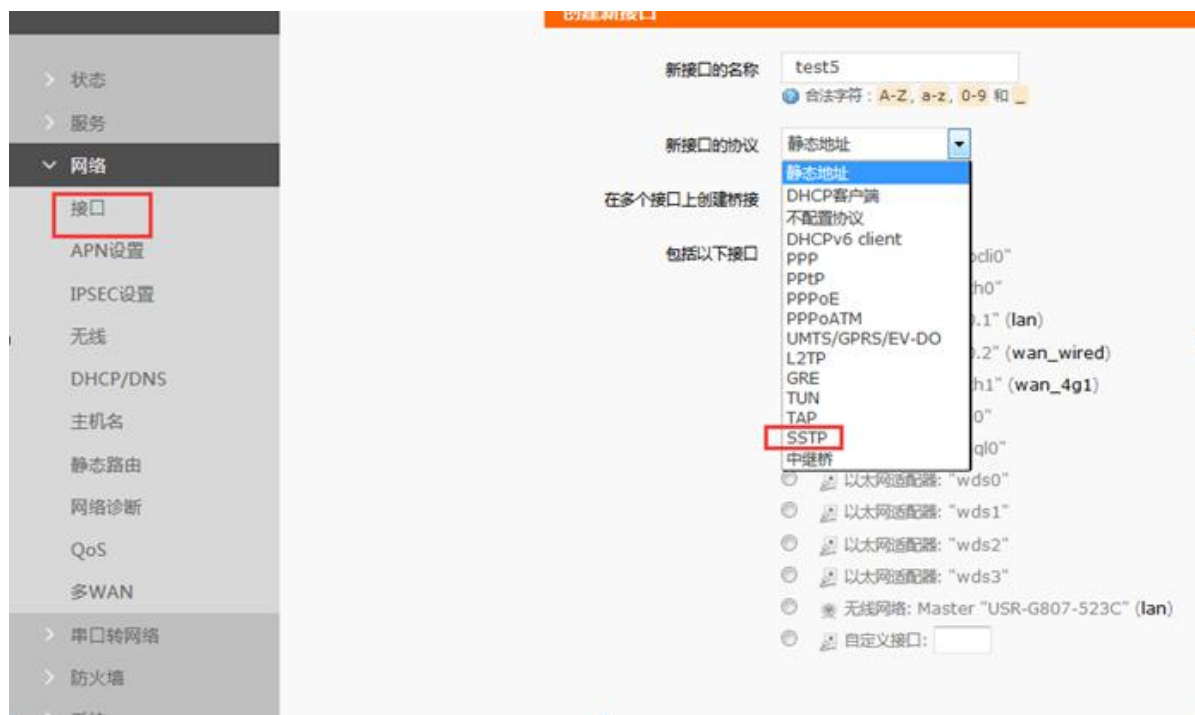 创建新接口
状态
服务
网络
接口
APN设置
IPSEC设置
无线
DHCP/DNS
主机名
静态路由
网络诊断
QoS
多WAN
串口转网络
防火墙
新接口的名称 test5
合法字符：A-Z, a-z, 0-9 和 _
新接口的协议 静态地址
静态地址
DHCP客户端
不配置协议
DHCPv6 client
PPP
PPtP
PPPoE
PPPoATM
UMTS/GPRS/EV-DO
L2TP
GRE
TUN
TAP
SSTP
中继桥
在多个接口上创建桥接
包括以下接口
ocli0"
h0"
.1" (lan)
.2" (wan_wired)
h1" (wan_4g1)
0"
ql0"
以太网适配器: "wds0"
以太网适配器: "wds1"
以太网适配器: "wds2"
以太网适配器: "wds3"
无线网络: Master "USR-G807-523C" (lan)
自定义接口: